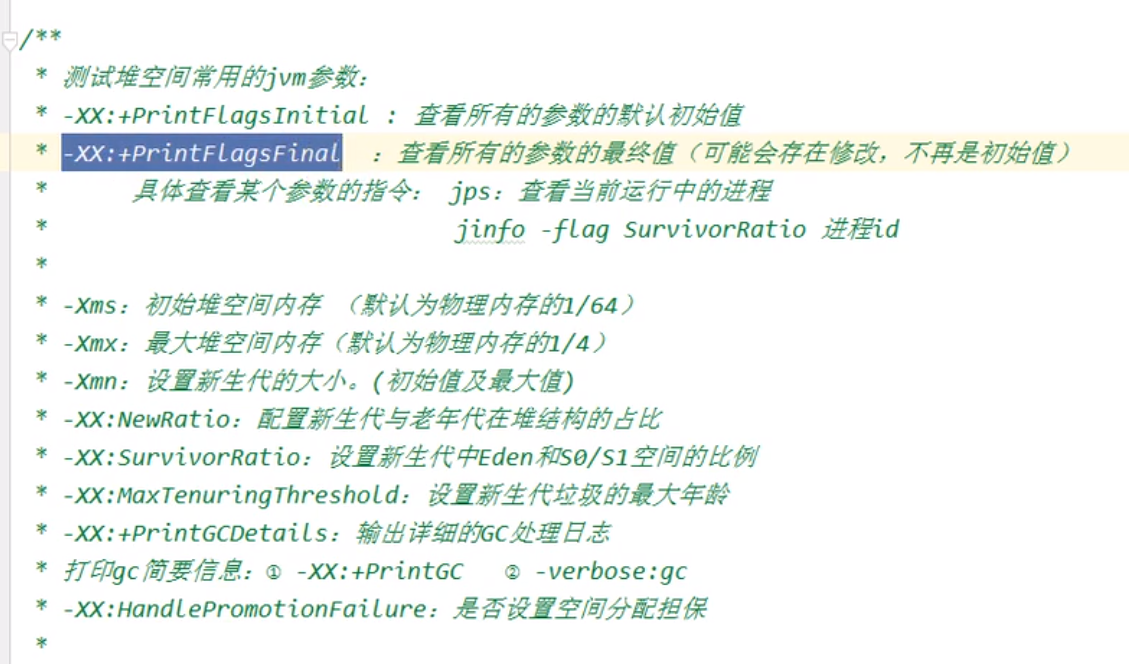 /**
* 测试堆空间常用的jvm参数：
* -XX:+PrintFlagsInitial : 查看所有的参数的默认初始值
* -XX:+PrintFlagsFinal ：查看所有的参数的最终值（可能会存在修改，不再是初始值）
* 具体查看某个参数的指令： jps：查看当前运行中的进程
* jinfo -flag SurvivorRatio 进程id
*
* -Xms：初始堆空间内存 （默认为物理内存的1/64）
* -Xmx：最大堆空间内存（默认为物理内存的1/4）
* -Xmn：设置新生代的大小。(初始值及最大值)
* -XX:NewRatio：配置新生代与老年代在堆结构的占比
* -XX:SurvivorRatio：设置新生代中Eden和S0/S1空间的比例
* -XX:MaxTenuringThreshold：设置新生代垃圾的最大年龄
* -XX:+PrintGCDetails：输出详细的GC处理日志
* 打印gc简要信息：① -XX:+PrintGC ② -verbose:gc
* -XX:HandlePromotionFailure：是否设置空间分配担保
*